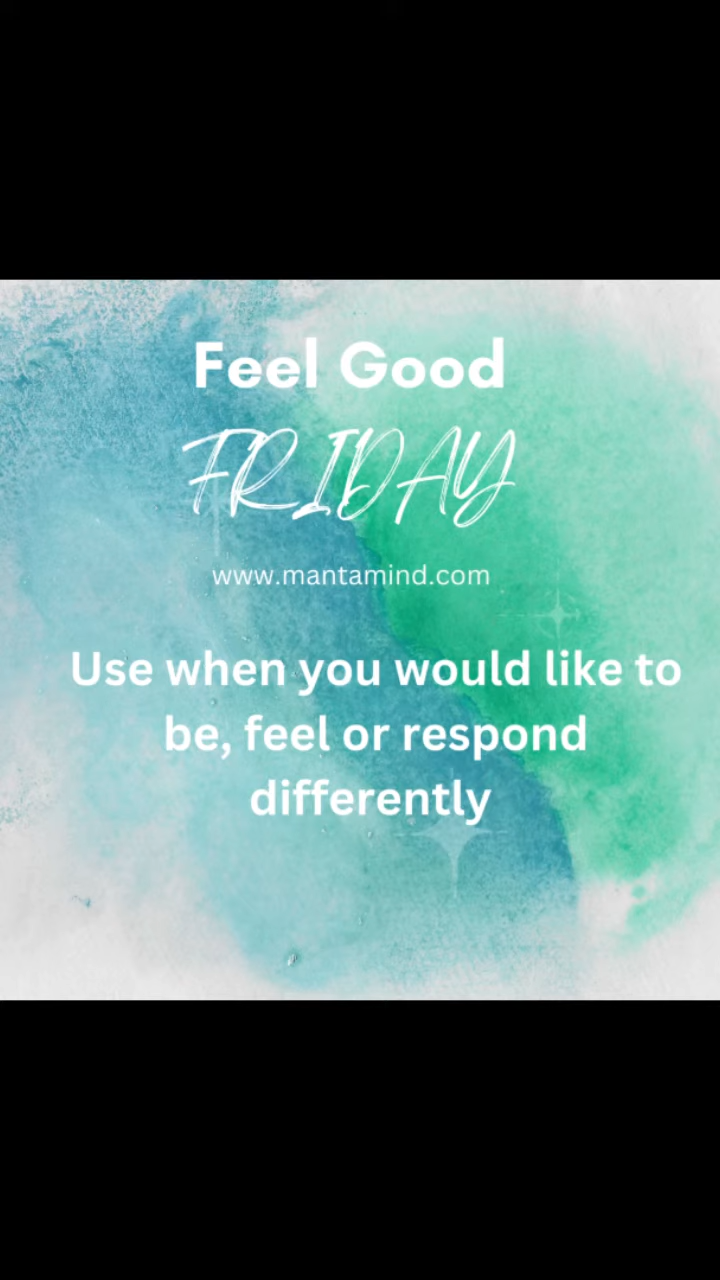 Feel Good
FRIDAY
www.mantamind.com
Use when you would like to
be, feel or respond
differently